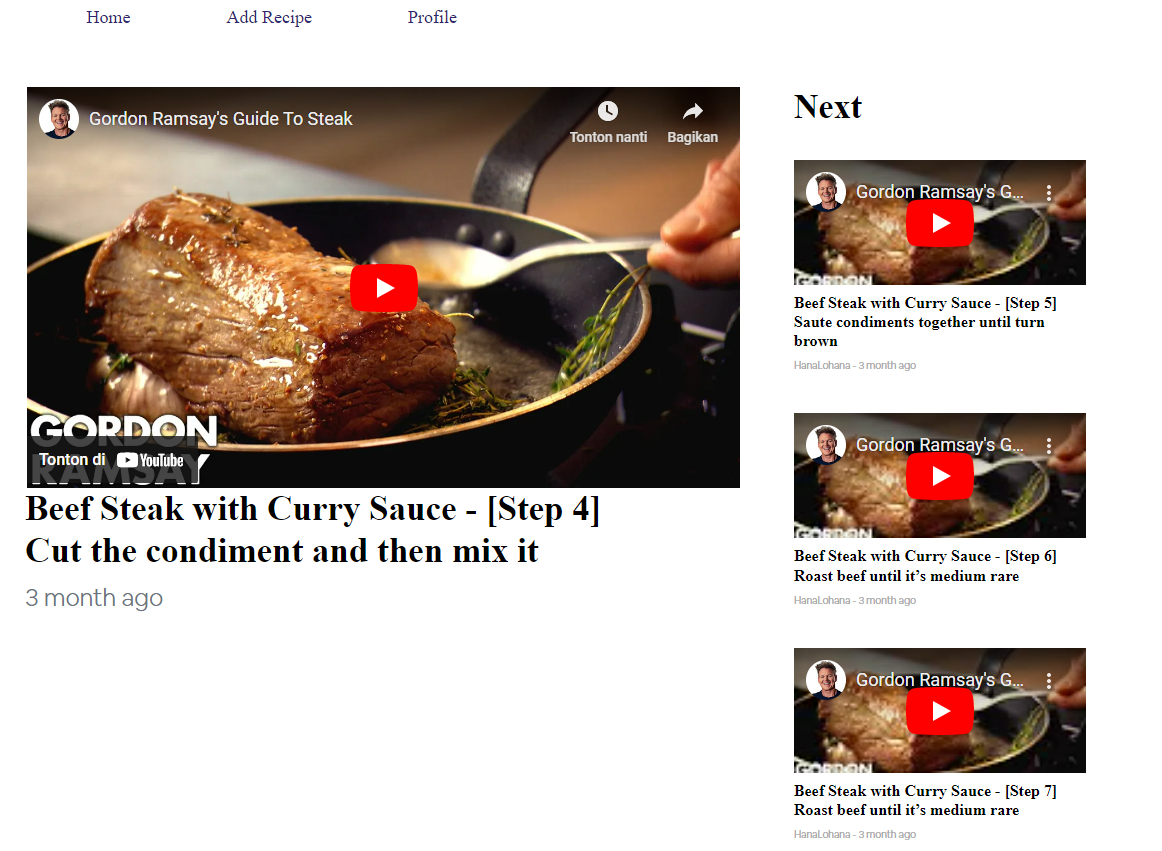 Home Add Recipe Profile
Gordon Ramsay's Guide To Steak
Tonton nanti Bagikan
GORDON
RAMSAY
Tonton di YouTube
Beef Steak with Curry Sauce - [Step 4]
Cut the condiment and then mix it
3 month ago
Next
Gordon Ramsay's G...
GORDON
Beef Steak with Curry Sauce - [Step 5]
Saute condiments together until turn
brown
HanaLohana - 3 month ago
Gordon Ramsay's G...
GORDON
Beef Steak with Curry Sauce - [Step 6]
Roast beef until it’s medium rare
HanaLohana - 3 month ago
Gordon Ramsay's G...
GORDON
Beef Steak with Curry Sauce - [Step 7]
Roast beef until it’s medium rare
HanaLohana - 3 month ago